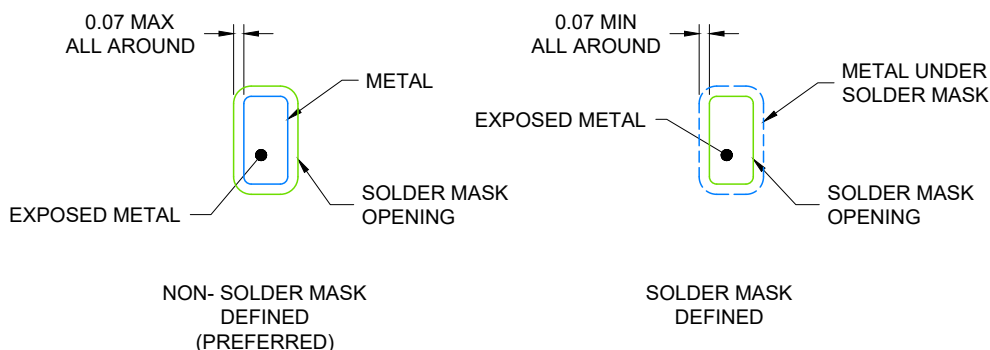 0.07 MAX
ALL AROUND
METAL
EXPOSED METAL
SOLDER MASK
OPENING
NON- SOLDER MASK
DEFINED
(PREFERRED)
0.07 MIN
ALL AROUND
METAL UNDER
SOLDER MASK
EXPOSED METAL
SOLDER MASK
OPENING
SOLDER MASK
DEFINED